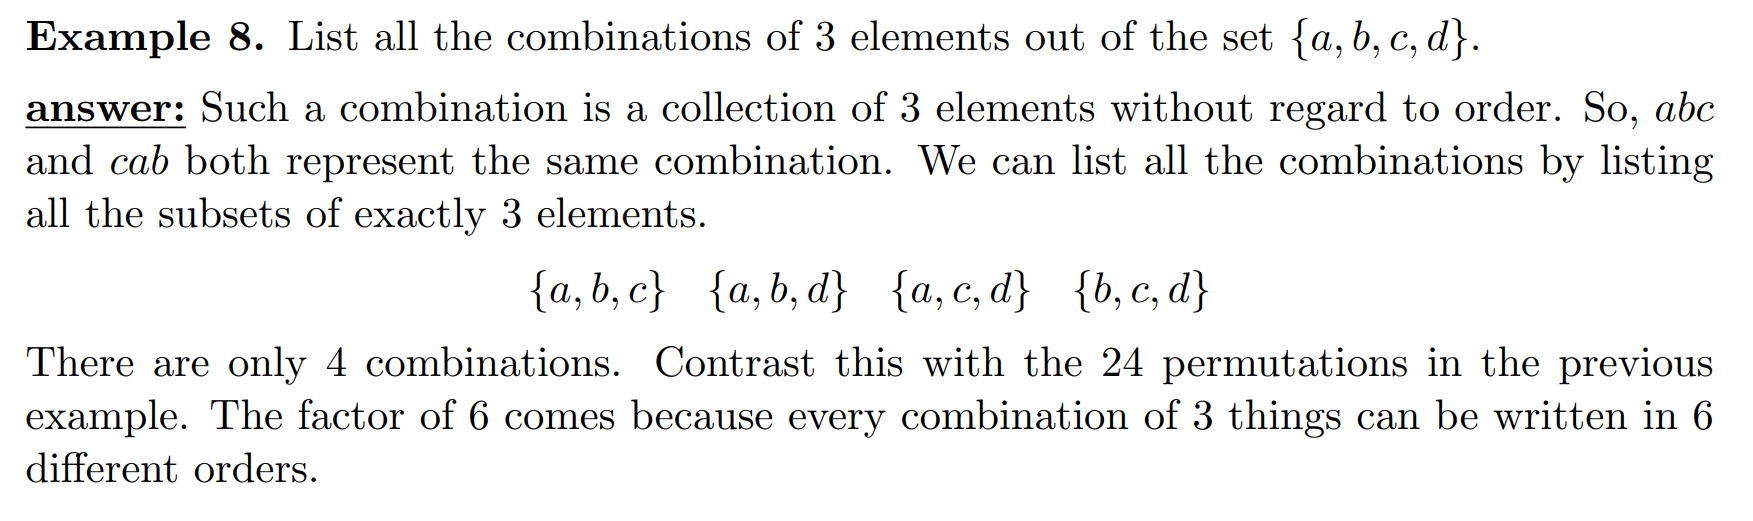 Example 8. List all the combinations of 3 elements out of the set {a, b, c, d}.
answer: Such a combination is a collection of 3 elements without regard to order. So, abc
and cab both represent the same combination. We can list all the combinations by listing
all the subsets of exactly 3 elements.
{a, b, c} {a, b, d} {a, c, d} {b, c, d}
There are only 4 combinations. Contrast this with the 24 permutations in the previous
example. The factor of 6 comes because every combination of 3 things can be written in 6
different orders.